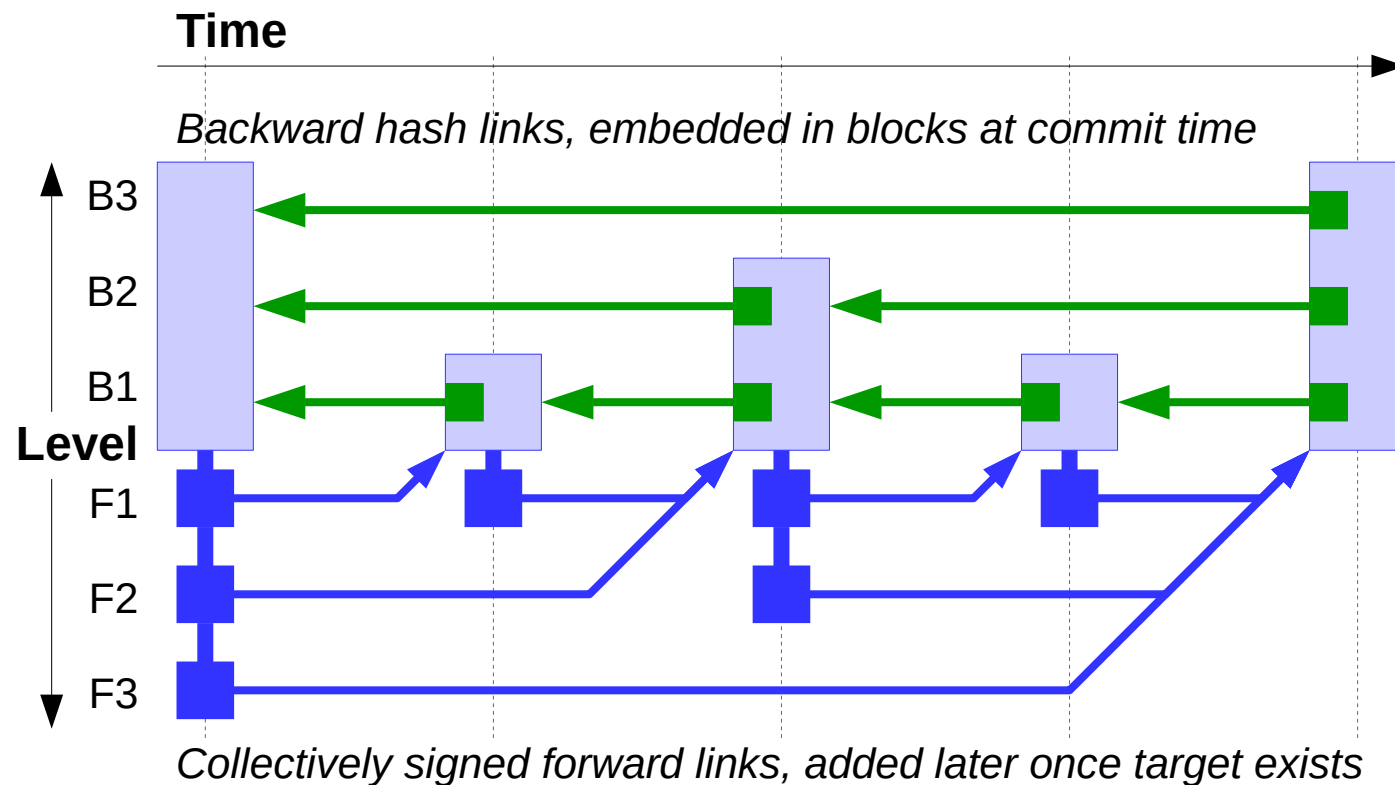 Time
Backward hash links, embedded in blocks at commit time
B3
B2
B1
Level
F1
F2
F3
Collectively signed forward links, added later once target exists